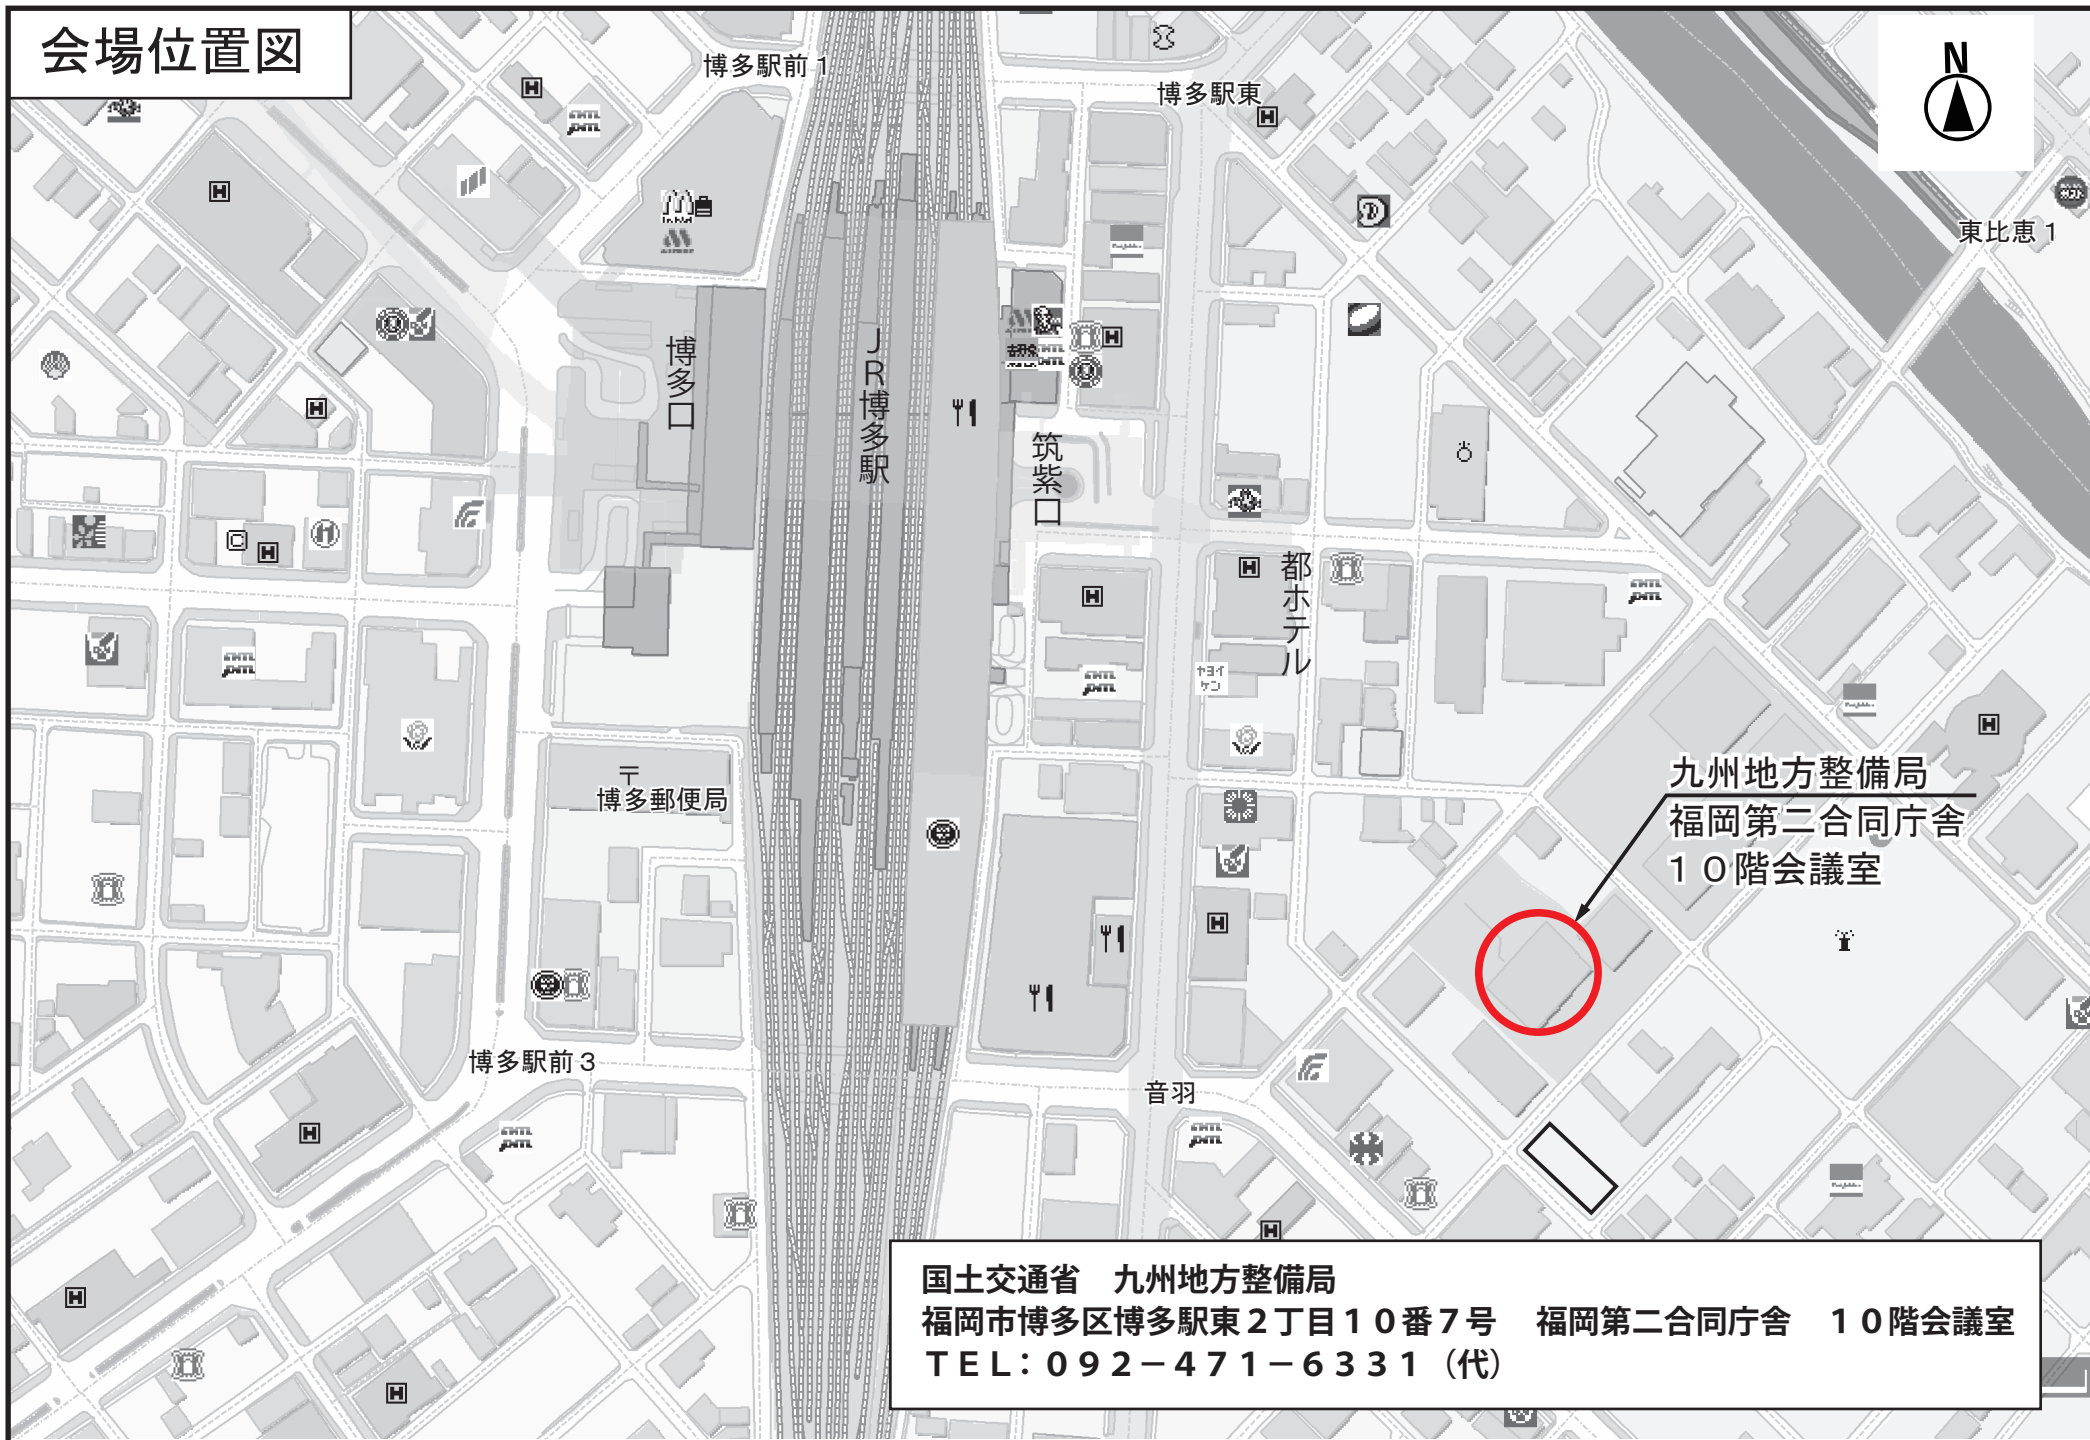 会場位置図
N
博多駅前1
博多駅東
東比恵1
博多口
JR博多駅
筑紫口
都ホテル
ヤヨイ
ケン
〒
博多郵便局
九州地方整備局
福岡第二合同庁舎
10階会議室
博多駅前3
音羽
国土交通省　九州地方整備局
福岡市博多区博多駅東2丁目10番7号　福岡第二合同庁舎　10階会議室
TEL：092－471－6331（代）